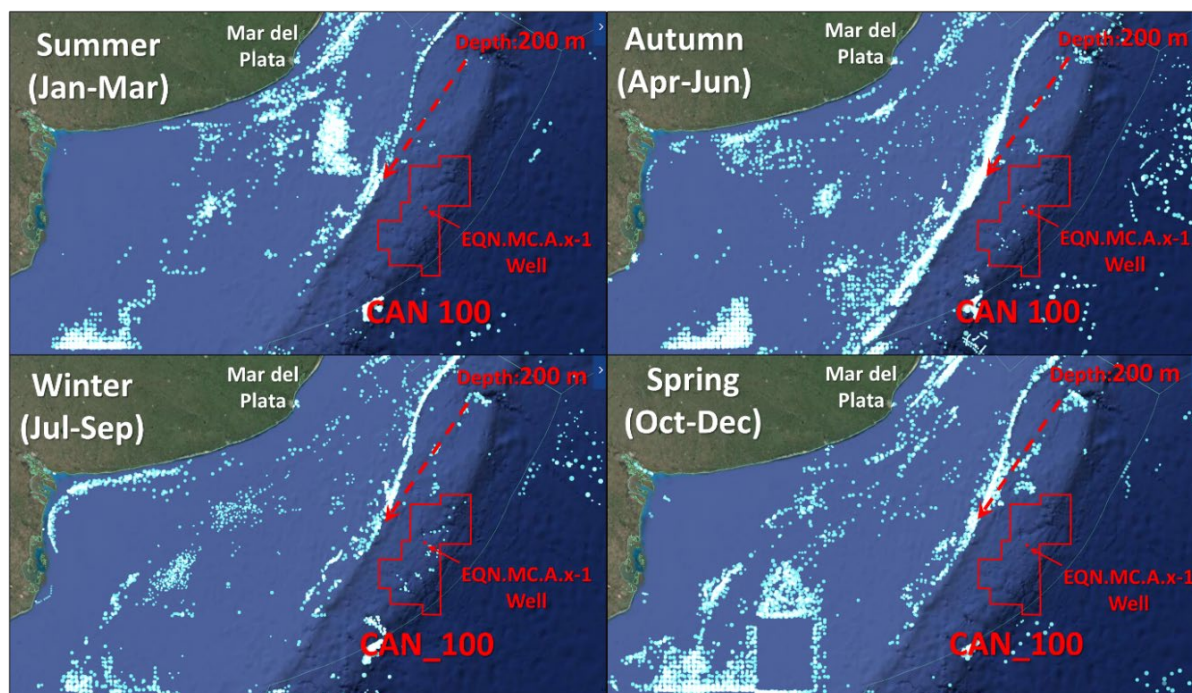 Summer
(Jan-Mar)
Mar del
Plata
Depth:200 m
EQN.MC.A.x-1
Well
CAN 100
Autumn
(Apr-Jun)
Mar del
Plata
Depth:200 m
EQN.MC.A.x-1
Well
CAN 100
Winter
(Jul-Sep)
Mar del
Plata
Depth:200 m
EQN.MC.A.x-1
Well
CAN_100
Spring
(Oct-Dec)
Mar del
Plata
Depth:200 m
EQN.MC.A.x-1
Well
CAN_100